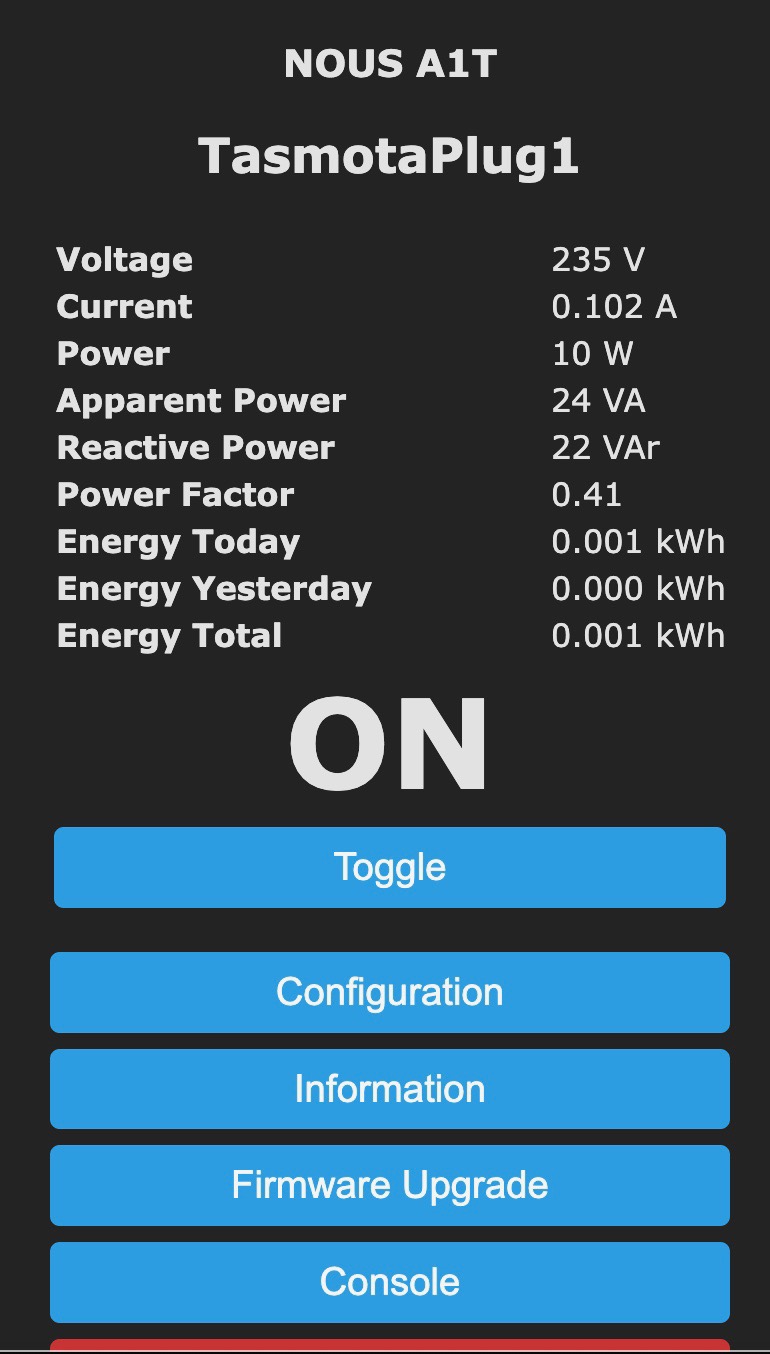 NOUS A1T
TasmotaPlug1
Voltage 235 V
Current 0.102 A
Power 10 W
Apparent Power 24 VA
Reactive Power 22 VAr
Power Factor 0.41
Energy Today 0.001 kWh
Energy Yesterday 0.000 kWh
Energy Total 0.001 kWh
ON
Toggle
Configuration
Information
Firmware Upgrade
Console